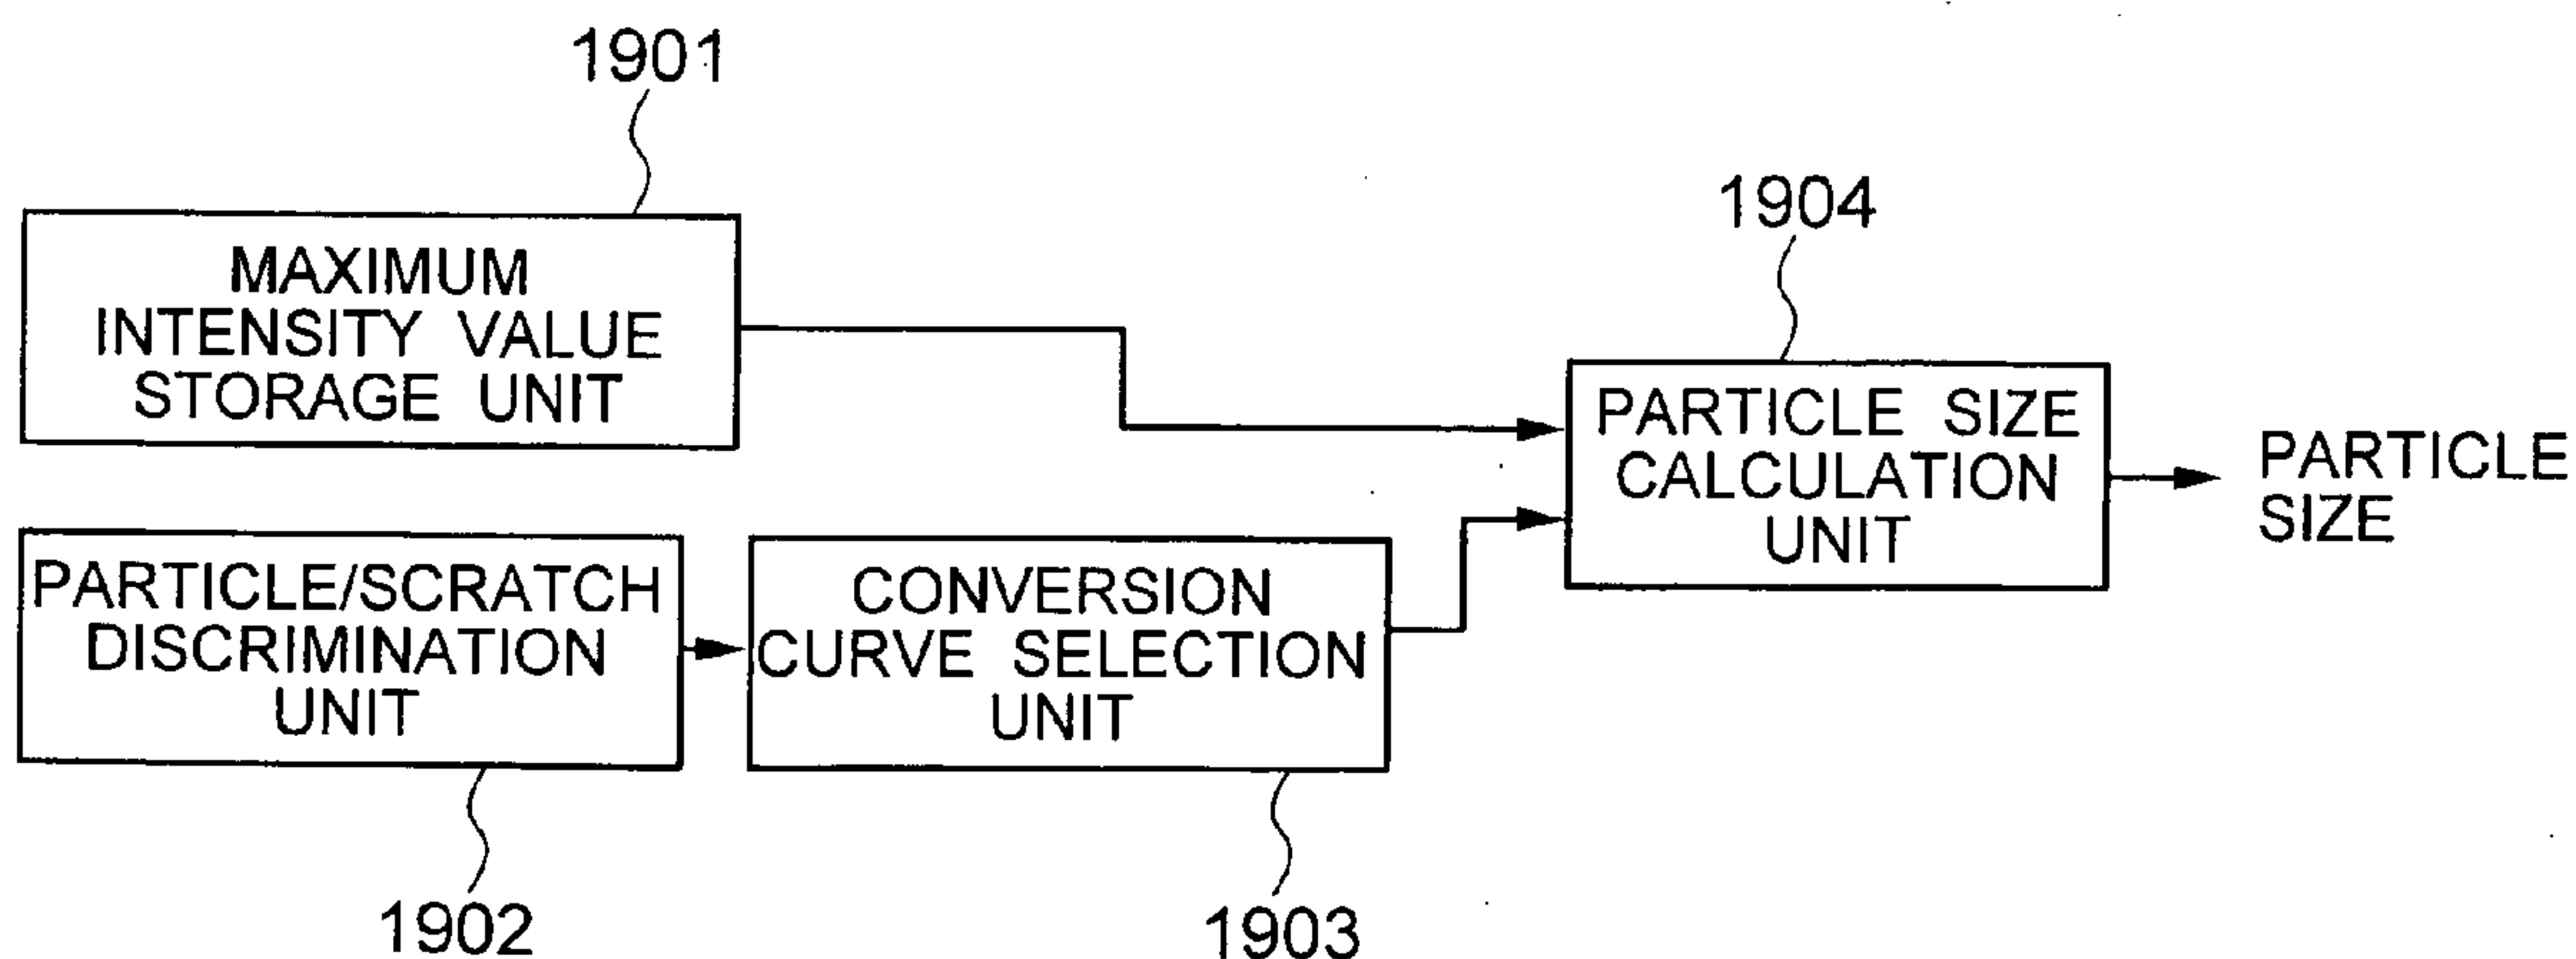 1901
MAXIMUM
INTENSITY VALUE
STORAGE UNIT
1904
PARTICLE SIZE
CALCULATION
UNIT
PARTICLE
SIZE
PARTICLE/SCRATCH
DISCRIMINATION
UNIT
CONVERSION
CURVE SELECTION
UNIT
1902
1903